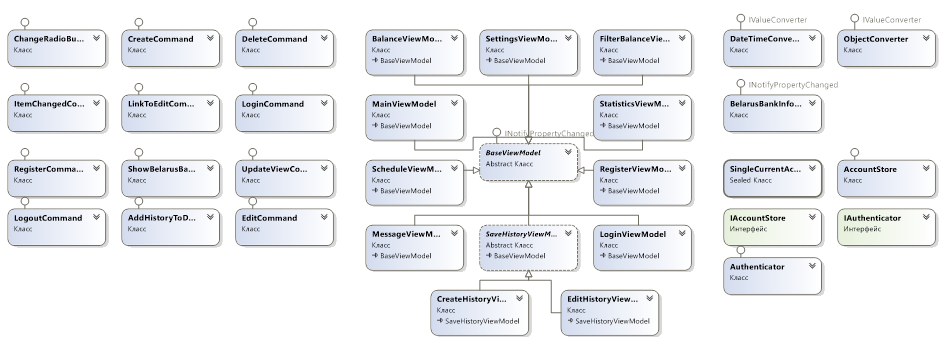 ChangeRadioBu...
Класс
CreateCommand
Класс
DeleteCommand
Класс
ItemChangedCo...
Класс
LinkToEditCom...
Класс
LoginCommand
Класс
RegisterComma...
Класс
ShowBelarusBa...
Класс
UpdateViewCo...
Класс
LogoutCommand
Класс
AddHistoryToD...
Класс
EditCommand
Класс
BalanceViewMo...
Класс
BaseViewModel
SettingsViewMo...
Класс
BaseViewModel
FilterBalanceVie...
Класс
BaseViewModel
MainViewModel
Класс
BaseViewModel
StatisticsViewM...
Класс
BaseViewModel
INotifyPropertyChanged
BaseViewModel
Abstract Класс
ScheduleViewM...
Класс
BaseViewModel
RegisterViewMo...
Класс
BaseViewModel
MessageViewM...
Класс
BaseViewModel
SaveHistoryViewM...
Abstract Класс
BaseViewModel
LoginViewModel
Класс
BaseViewModel
CreateHistoryVi...
Класс
SaveHistoryViewModel
EditHistoryView...
Класс
SaveHistoryViewModel
IValueConverter
DateTimeConve...
Класс
IValueConverter
ObjectConverter
Класс
INotifyPropertyChanged
BelarusBankInfo...
Класс
SingleCurrentAc...
Sealed Класс
AccountStore
Класс
IAccountStore
Интерфейс
IAuthenticator
Интерфейс
Authenticator
Класс